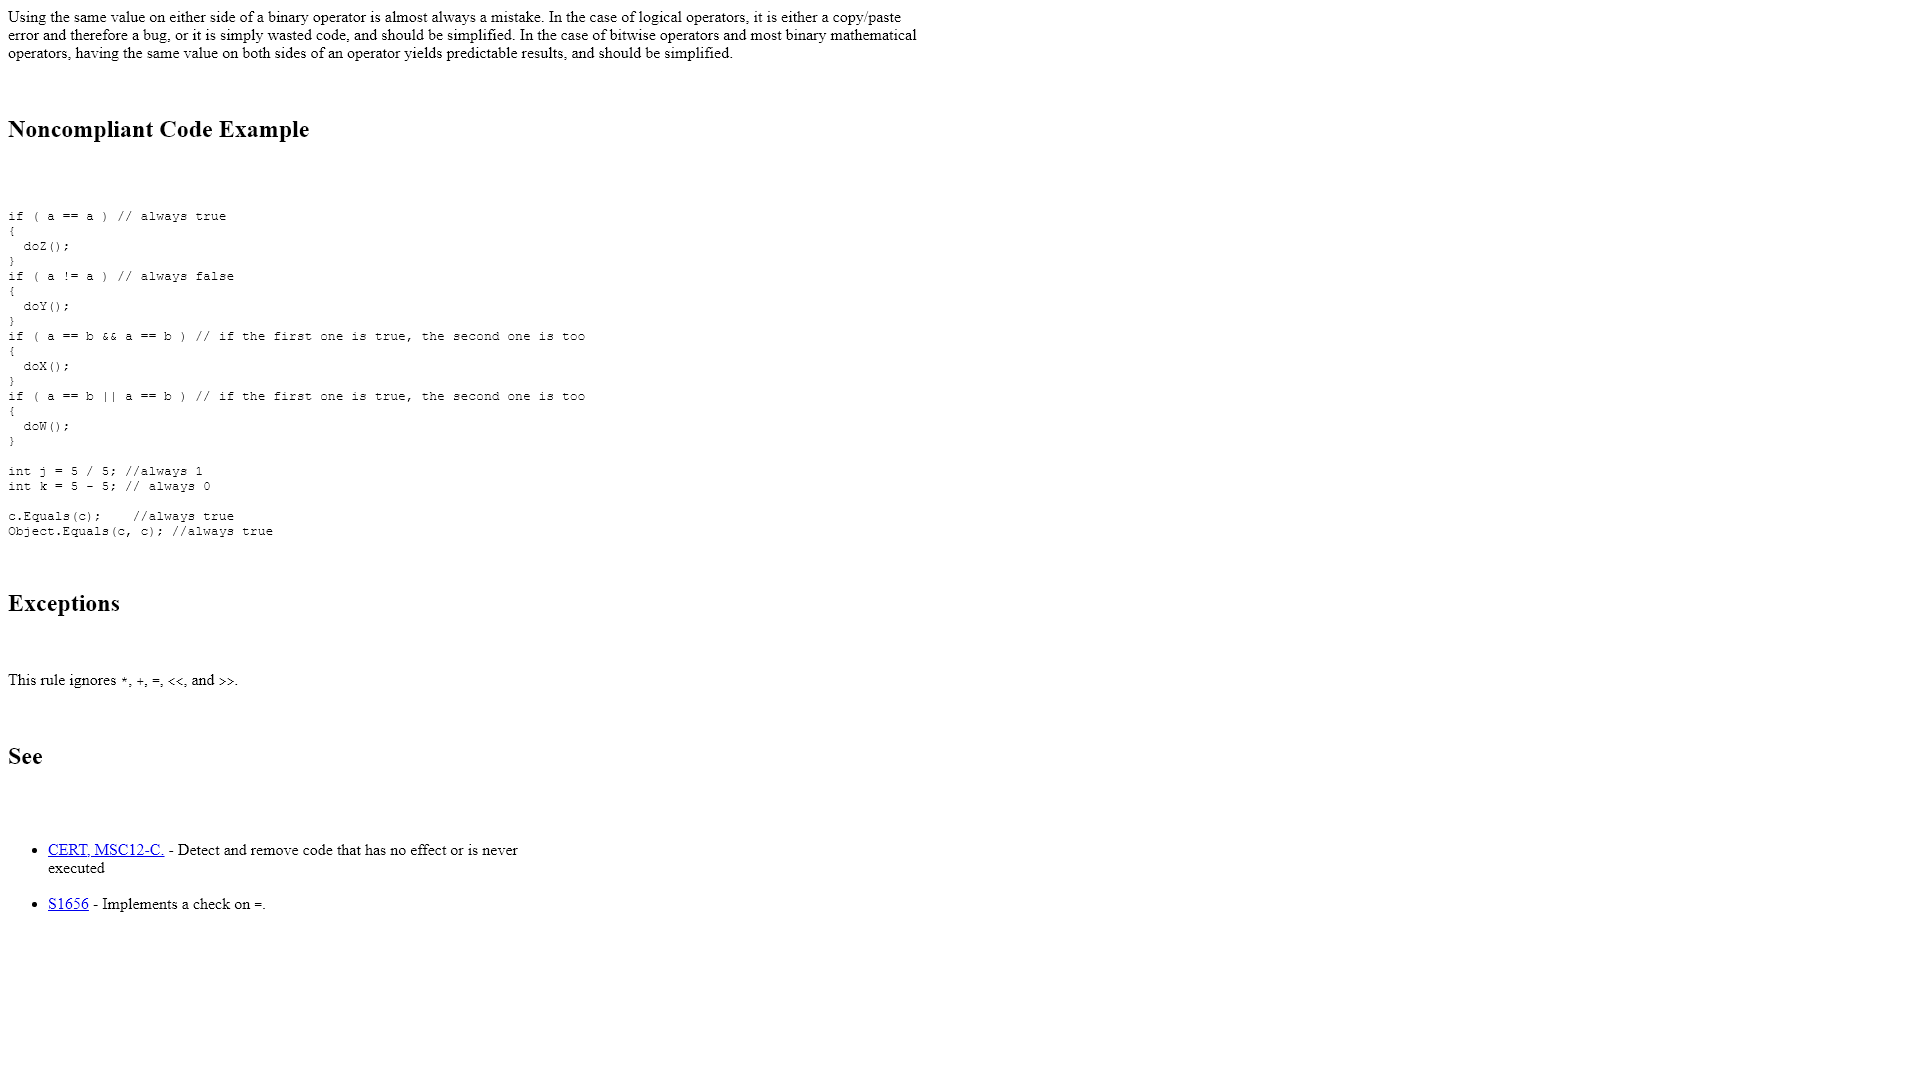 Using the same value on either side of a binary operator is almost always a mistake. In the case of logical operators, it is either a copy/paste
error and therefore a bug, or it is simply wasted code, and should be simplified. In the case of bitwise operators and most binary mathematical
operators, having the same value on both sides of an operator yields predictable results, and should be simplified.
Noncompliant Code Example
if ( a == a ) // always true
{
  doZ();
}
if ( a != a ) // always false
{
  doY();
}
if ( a == b && a == b ) // if the first one is true, the second one is too
{
  doX();
}
if ( a == b || a == b ) // if the first one is true, the second one is too
{
  doW();
}
int j = 5 / 5; //always 1
int k = 5 - 5; // always 0
c.Equals(c);    //always true
Object.Equals(c, c); //always true
Exceptions
This rule ignores *, +, =, <<, and >>.
See
• CERT, MSC12-C. - Detect and remove code that has no effect or is never
executed
• S1656 - Implements a check on =.